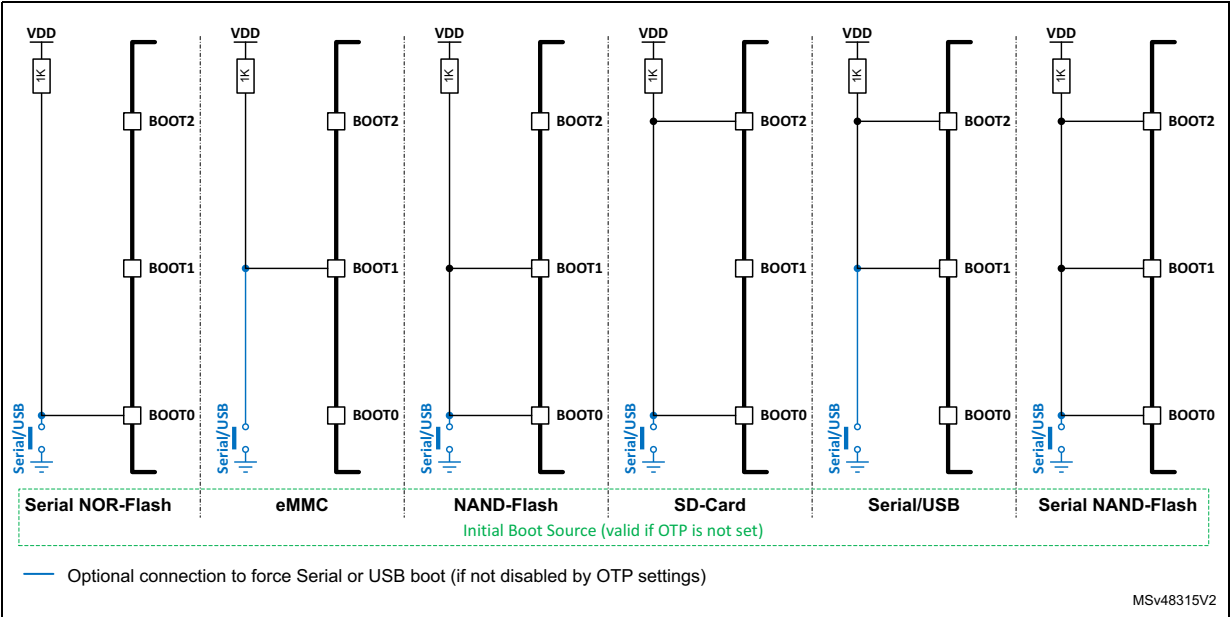 VDD VDD VDD VDD VDD VDD
1K 1K 1K 1K 1K 1K
BOOT2 BOOT2 BOOT2 BOOT2 BOOT2 BOOT2
BOOT1 BOOT1 BOOT1 BOOT1 BOOT1 BOOT1
BOOT0 BOOT0 BOOT0 BOOT0 BOOT0 BOOT0
Serial/USB Serial/USB Serial/USB Serial/USB Serial/USB Serial/USB
Serial NOR-Flash eMMC NAND-Flash SD-Card Serial/USB Serial NAND-Flash
Initial Boot Source (valid if OTP is not set)
Optional connection to force Serial or USB boot (if not disabled by OTP settings)
MSv48315V2